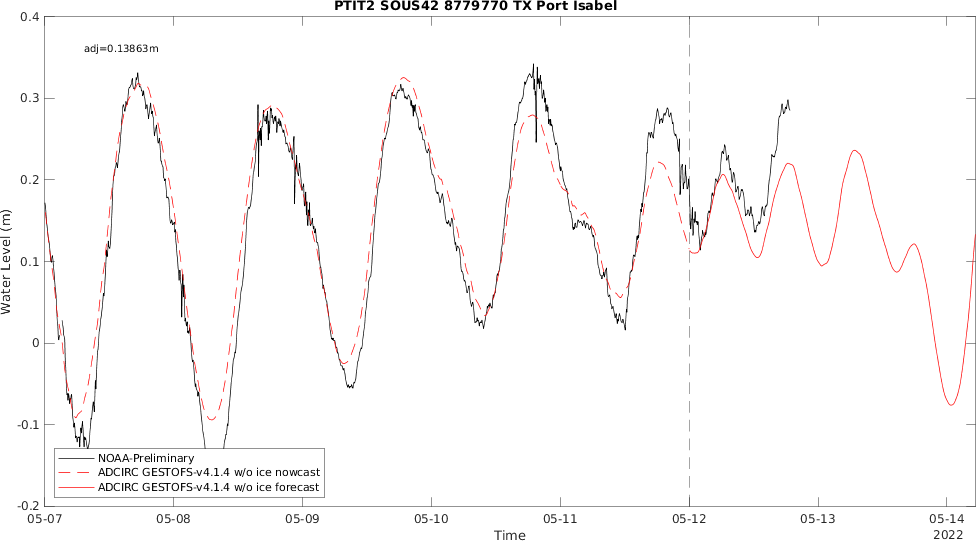 PTIT2 SOUS42 8779770 TX Port Isabel
adj=0.13863m
Water Level (m)
0.4
0.3
0.2
0.1
0
-0.1
-0.2
NOAA-Preliminary
ADCIRC GESTOFS-v4.1.4 w/o ice nowcast
ADCIRC GESTOFS-v4.1.4 w/o ice forecast
05-07 05-08 05-09 05-10 05-11 05-12 05-13 05-14
2022
Time